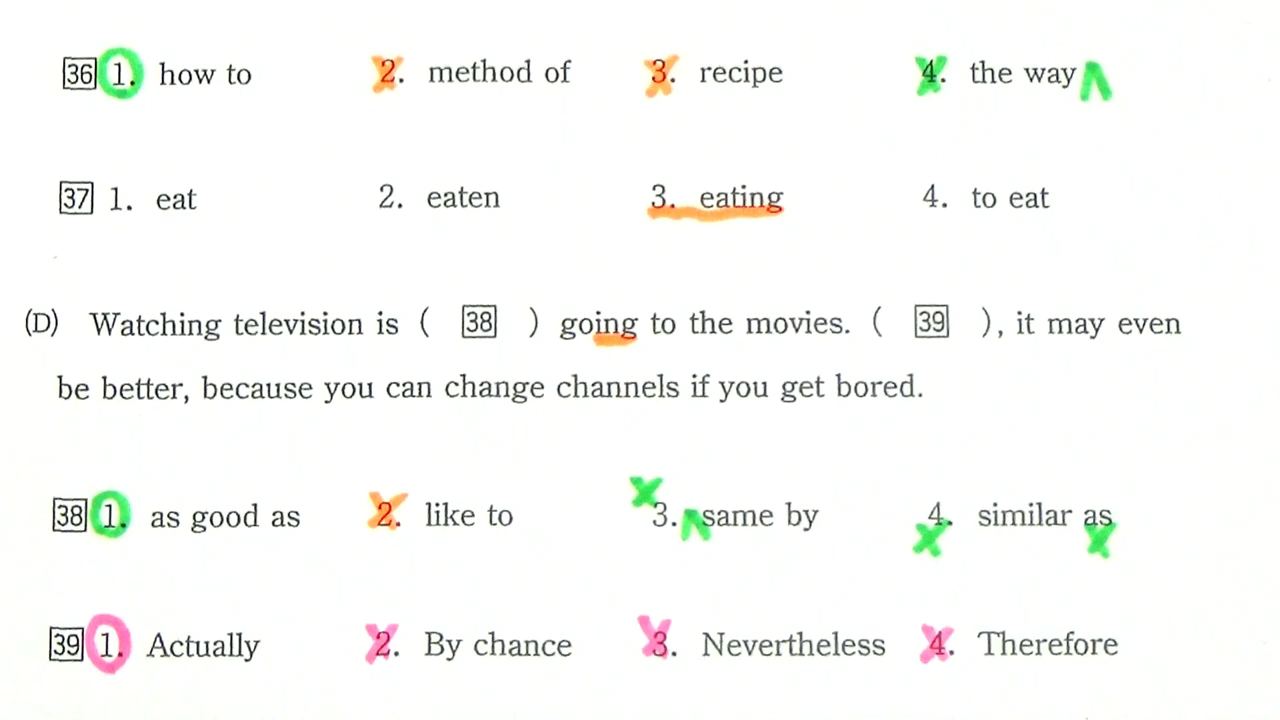 36 1. how to 2. method of 3. recipe 4. the way
37 1. eat 2. eaten 3. eating 4. to eat
(D) Watching television is ( 38 ) going to the movies. ( 39 ), it may even
be better, because you can change channels if you get bored.
38 1. as good as 2. like to 3. same by 4. similar as
39 1. Actually 2. By chance 3. Nevertheless 4. Therefore